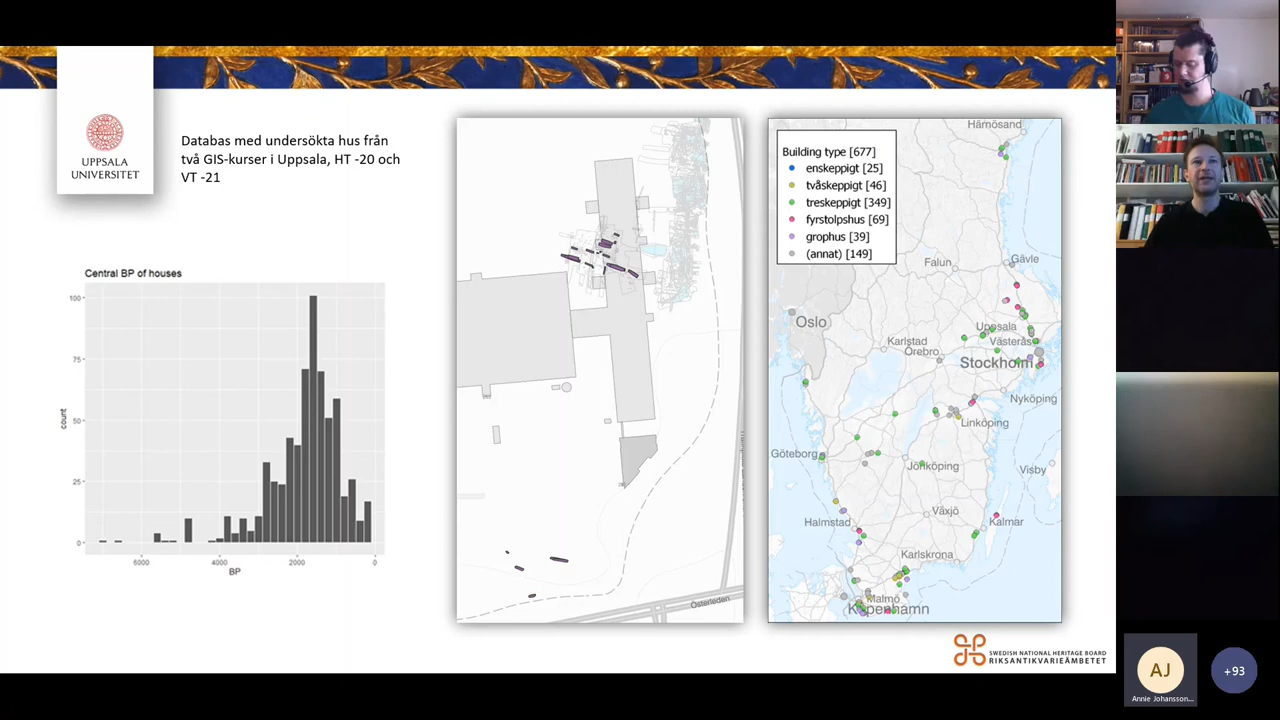 UPPSALA
UNIVERSITET
Databas med undersökta hus från
två GIS-kurser i Uppsala, HT -20 och
VT -21
Central BP of houses
100
75
50
25
0
count
6000
4000
2000
0
BP
Österleden
Building type [677]
enskeppigt [25]
tvåskeppigt [46]
treskeppigt [349]
fyrstolpshus [69]
grophus [39]
(annat) [149]
Härnösand
Falun
Gävle
Oslo
Uppsala
Karlstad
Västerås
Örebro
Stockholm
Nyköping
Linköping
Göteborg
Jönköping
Visby
Växjö
Halmstad
Kalmar
Karlskrona
Malmö
København
SWEDISH NATIONAL HERITAGE BOARD
RIKSANTIKVARIEÄMBETET
AJ
Annie Johansson...
+93